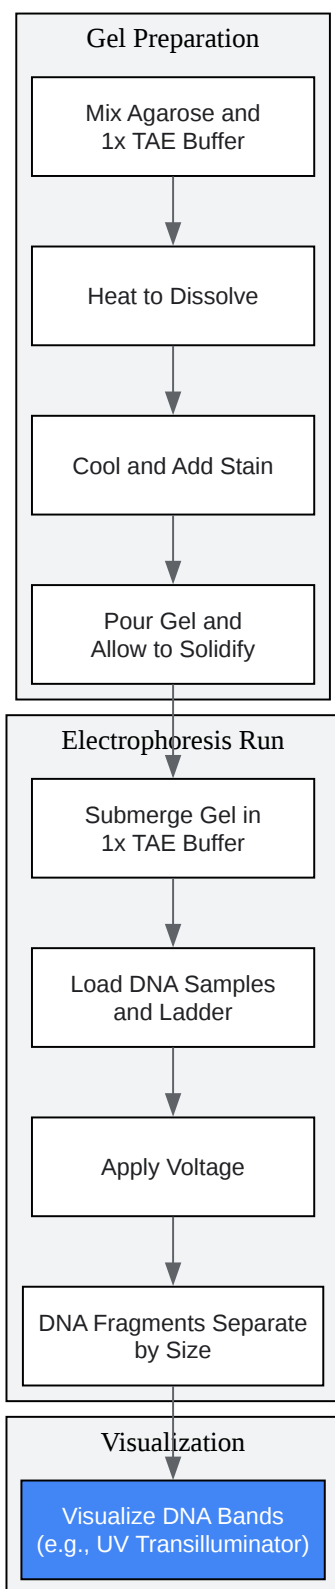 Gel Preparation
Mix Agarose and
1x TAE Buffer
Heat to Dissolve
Cool and Add Stain
Pour Gel and
Allow to Solidify
Electrophoresis Run
Submerge Gel in
1x TAE Buffer
Load DNA Samples
and Ladder
Apply Voltage
DNA Fragments Separate
by Size
Visualization
Visualize DNA Bands
(e.g., UV Transilluminator)